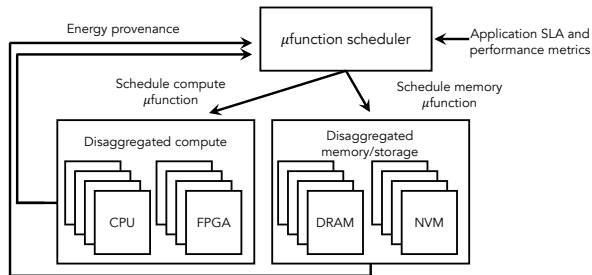 Energy provenance
μfunction scheduler
Application SLA and
performance metrics
Schedule compute
μfunction
Schedule memory
μfunction
Disaggregated compute
Disaggregated
memory/storage
CPU
FPGA
DRAM
NVM